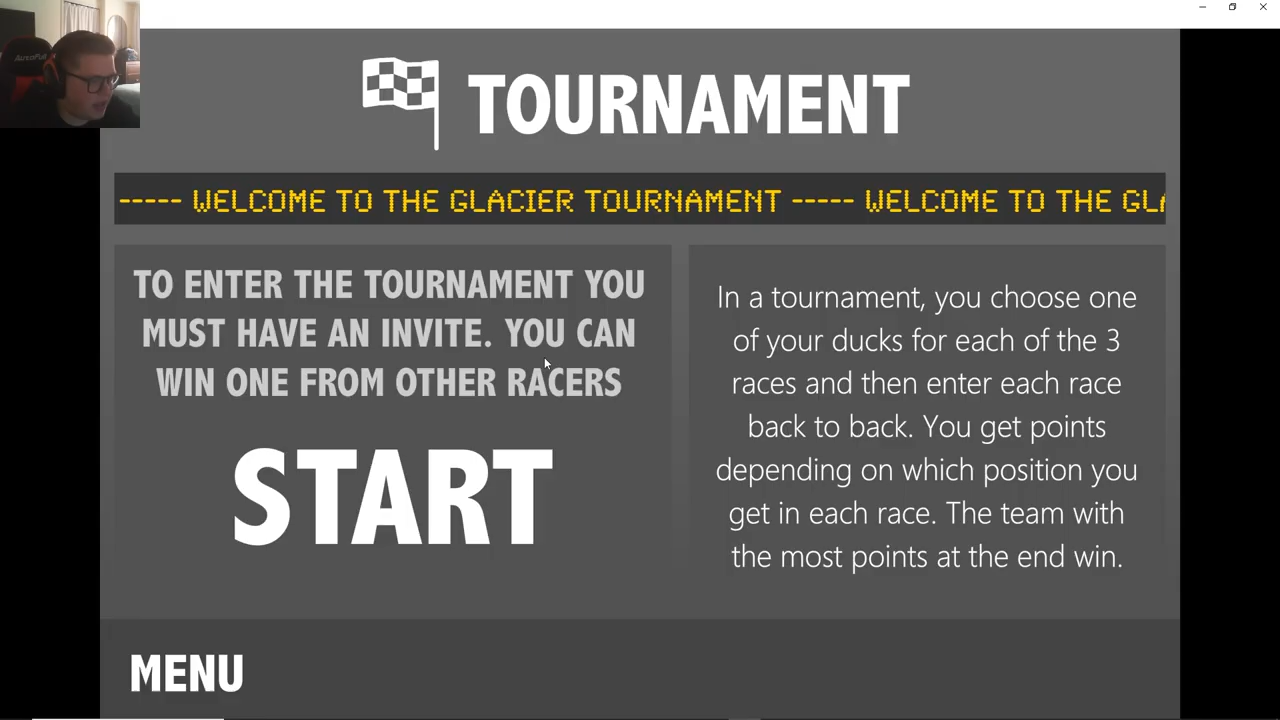 TOURNAMENT
----- WELCOME TO THE GLACIER TOURNAMENT ----- WELCOME TO THE GLA
TO ENTER THE TOURNAMENT YOU
MUST HAVE AN INVITE. YOU CAN
WIN ONE FROM OTHER RACERS
START
In a tournament, you choose one
of your ducks for each of the 3
races and then enter each race
back to back. You get points
depending on which position you
get in each race. The team with
the most points at the end win.
MENU